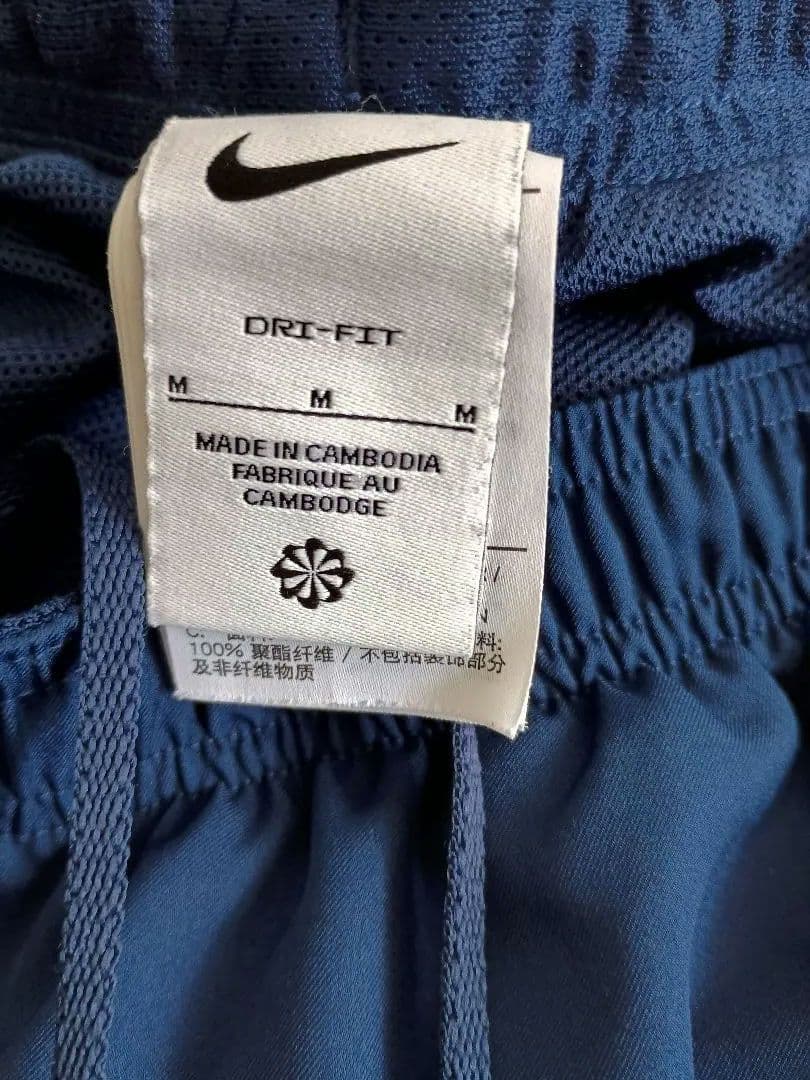 DRI-FIT
M M M
MADE IN CAMBODIA
FABRIQUE AU
CAMBODGE
料:
100% 聚酯纤维 / 不包括装饰部分
及非纤维物质